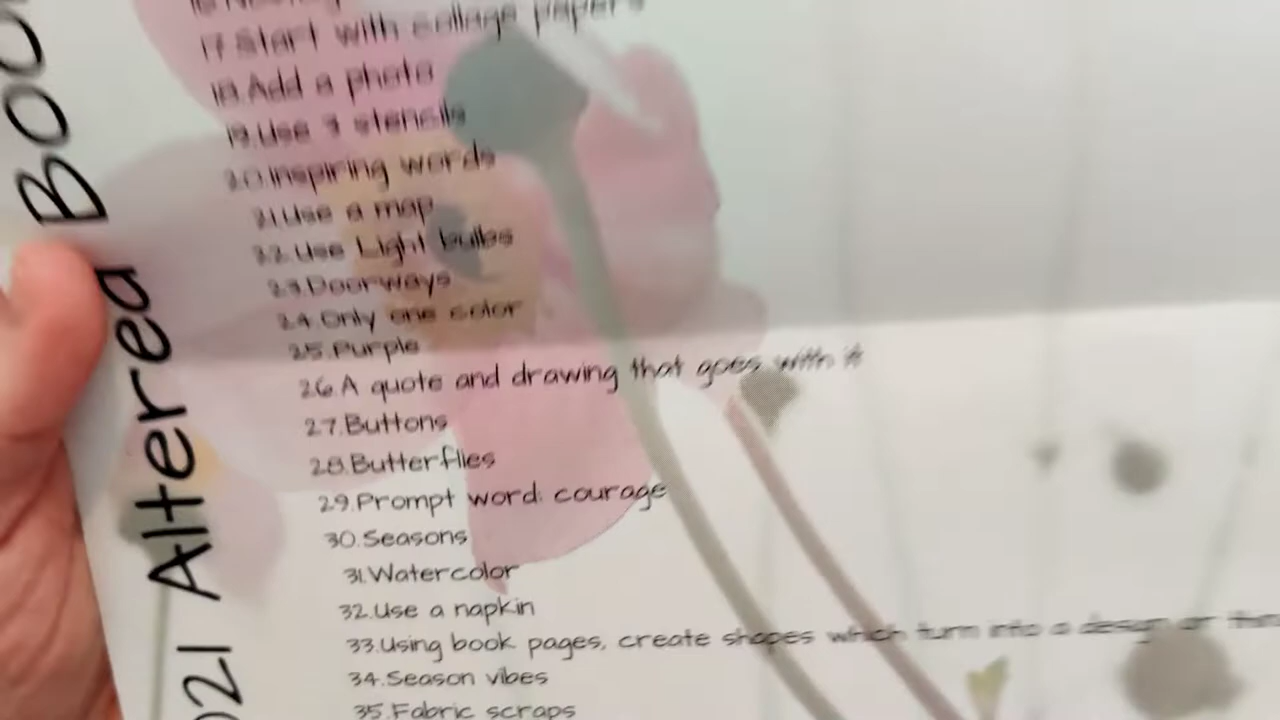 17.Start with collage papers
18.Add a photo
19.Use 3 stencils
20.Inspiring words
21.Use a map
22.Use Light bulbs
23.Doorways
24.Only one color
25.Purple
26.A quote and drawing that goes with it
27.Buttons
28.Butterflies
29.Prompt word: courage
30.Seasons
31.Watercolor
32.Use a napkin
33.Using book pages, create shapes which turn into a design or
34.Season vibes
35.Fabric scraps
021 Altered Boo